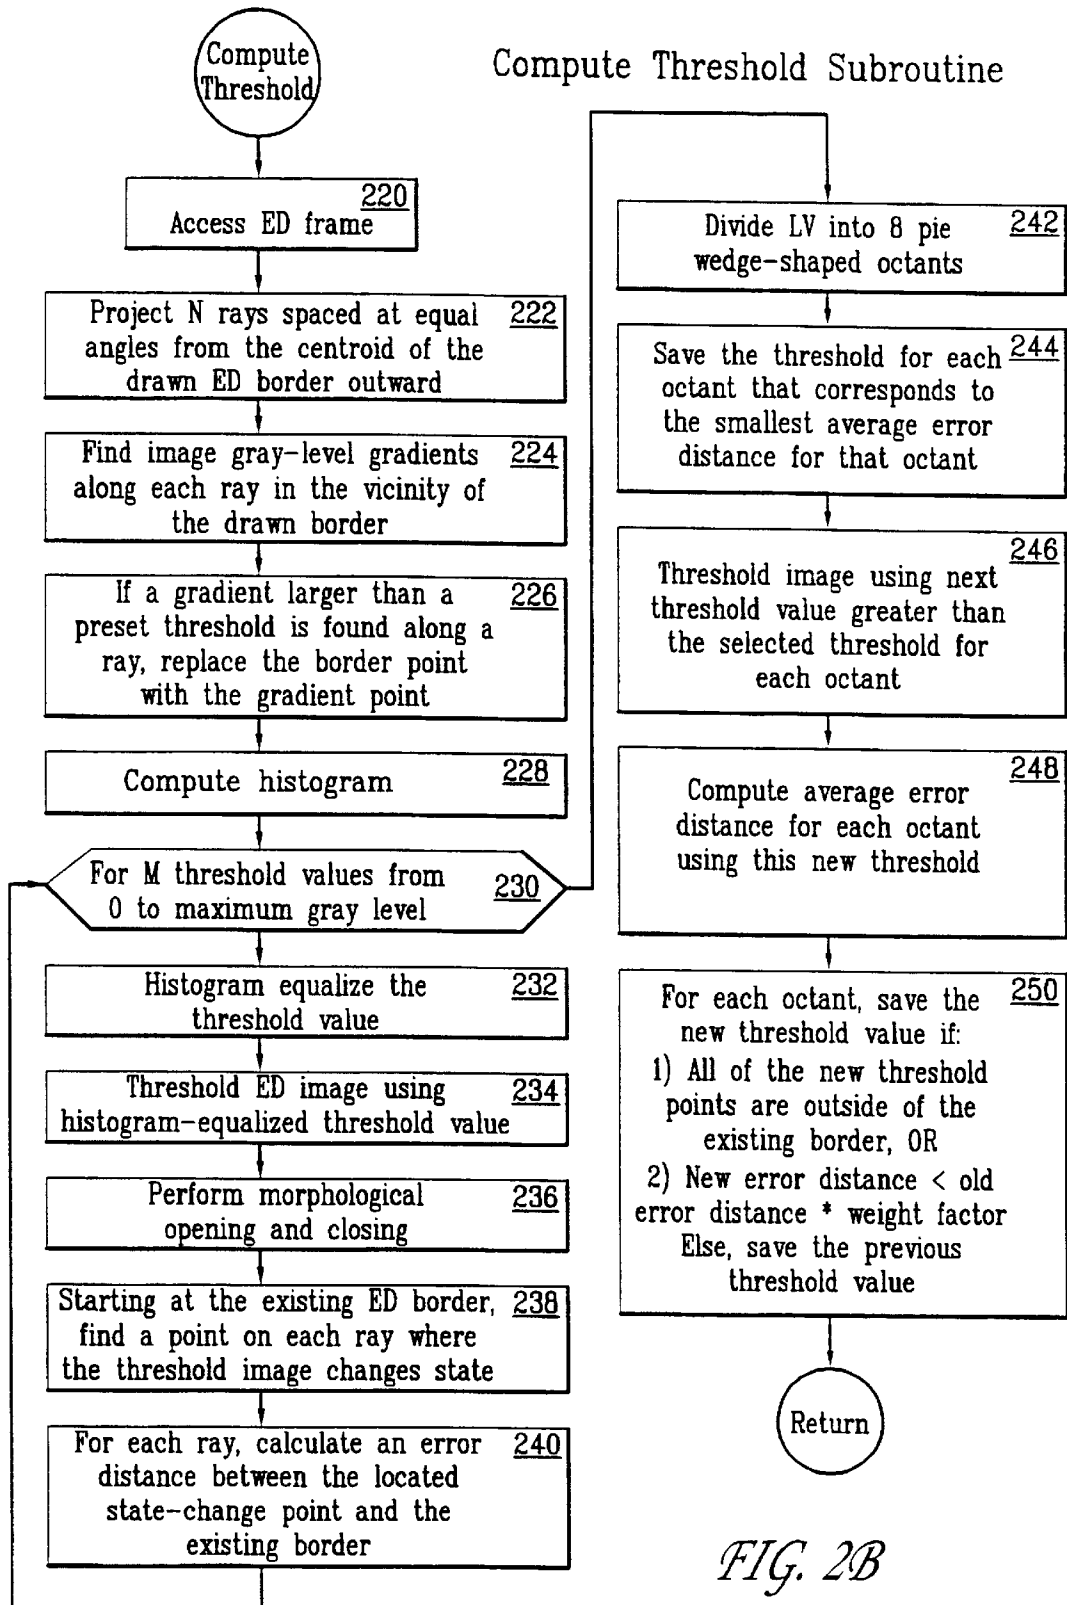 Compute Threshold Subroutine
Compute
Threshold
220
Access ED frame
Project N rays spaced at equal 222
angles from the centroid of the
drawn ED border outward
Find image gray-level gradients 224
along each ray in the vicinity of
the drawn border
If a gradient larger than a 226
preset threshold is found along a
ray, replace the border point
with the gradient point
Compute histogram 228
For M threshold values from 230
0 to maximum gray level
Histogram equalize the 232
threshold value
Threshold ED image using 234
histogram-equalized threshold value
Perform morphological 236
opening and closing
Starting at the existing ED border, 238
find a point on each ray where
the threshold image changes state
For each ray, calculate an error 240
distance between the located
state-change point and the
existing border
Divide LV into 8 pie 242
wedge-shaped octants
Save the threshold for each 244
octant that corresponds to
the smallest average error
distance for that octant
246
Threshold image using next
threshold value greater than
the selected threshold for
each octant
248
Compute average error
distance for each octant
using this new threshold
For each octant, save the 250
new threshold value if:
1) All of the new threshold
points are outside of the
existing border, OR
2) New error distance < old
error distance * weight factor
Else, save the previous
threshold value
Return
FIG. 2B